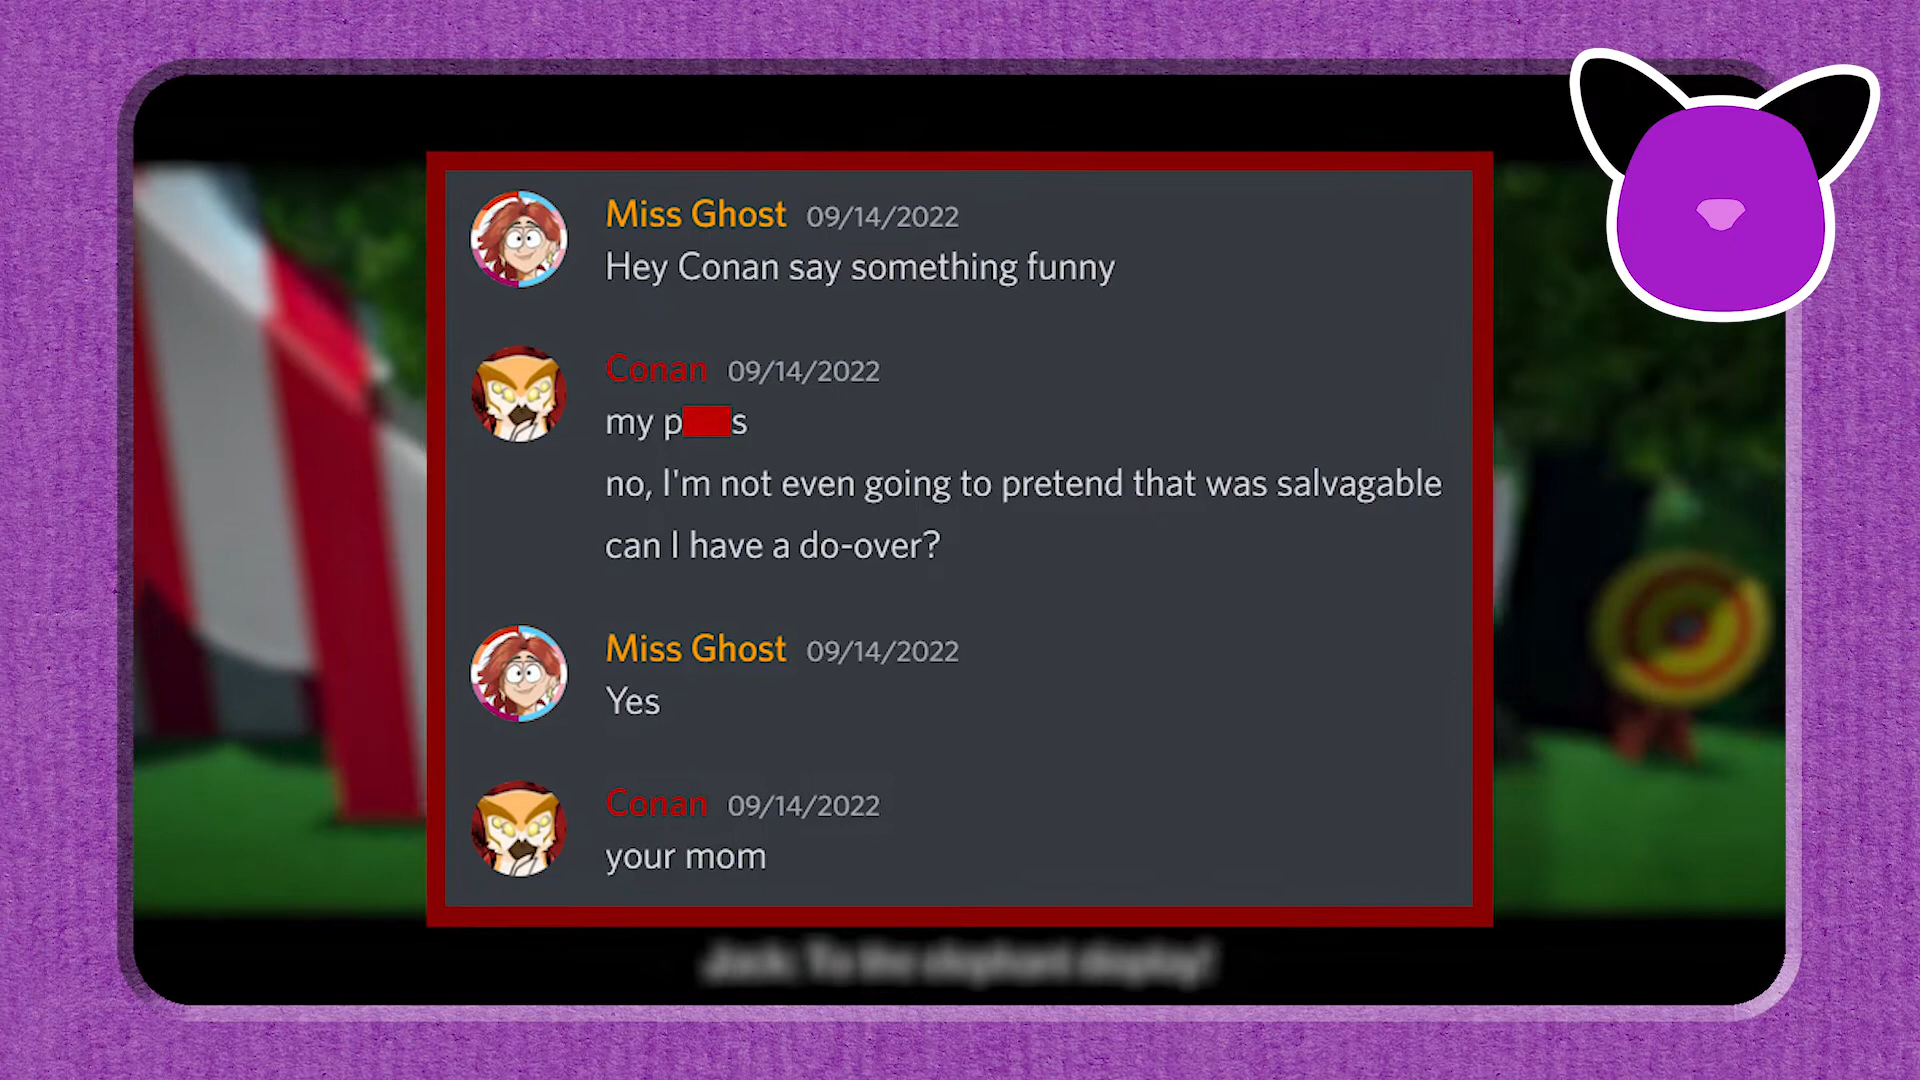 Miss Ghost 09/14/2022
Hey Conan say something funny
Conan 09/14/2022
my p s
no, I'm not even going to pretend that was salvagable
can I have a do-over?
Miss Ghost 09/14/2022
Yes
Conan 09/14/2022
your mom